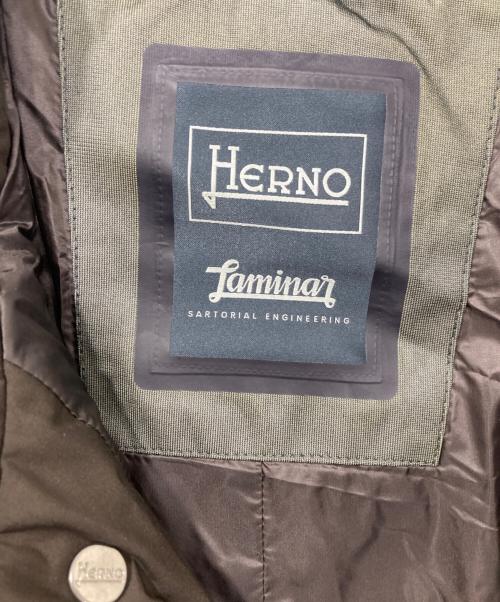 HERNO
Laminar
SARTORIAL ENGINEERING
HERNO